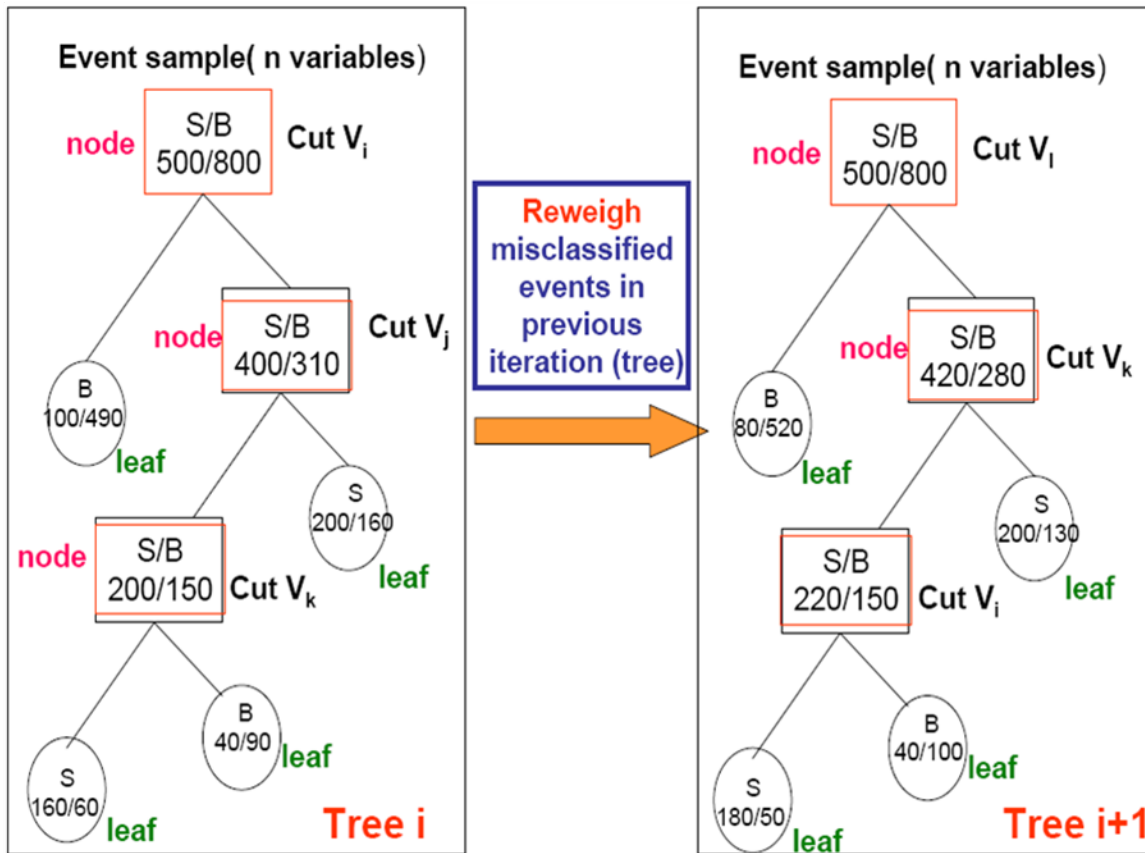 Event sample( n variables)
node
S/B
500/800
Cut Vi
node
S/B
400/310
Cut Vj
B
100/490
leaf
S
200/160
leaf
node
S/B
200/150
Cut Vk
B
40/90
leaf
S
160/60
leaf
Tree i
Reweigh
misclassified
events in
previous
iteration (tree)
Event sample( n variables)
node
S/B
500/800
Cut Vl
node
S/B
420/280
Cut Vk
B
80/520
leaf
S
200/130
leaf
S/B
220/150
Cut Vi
B
40/100
leaf
S
180/50
leaf
Tree i+1